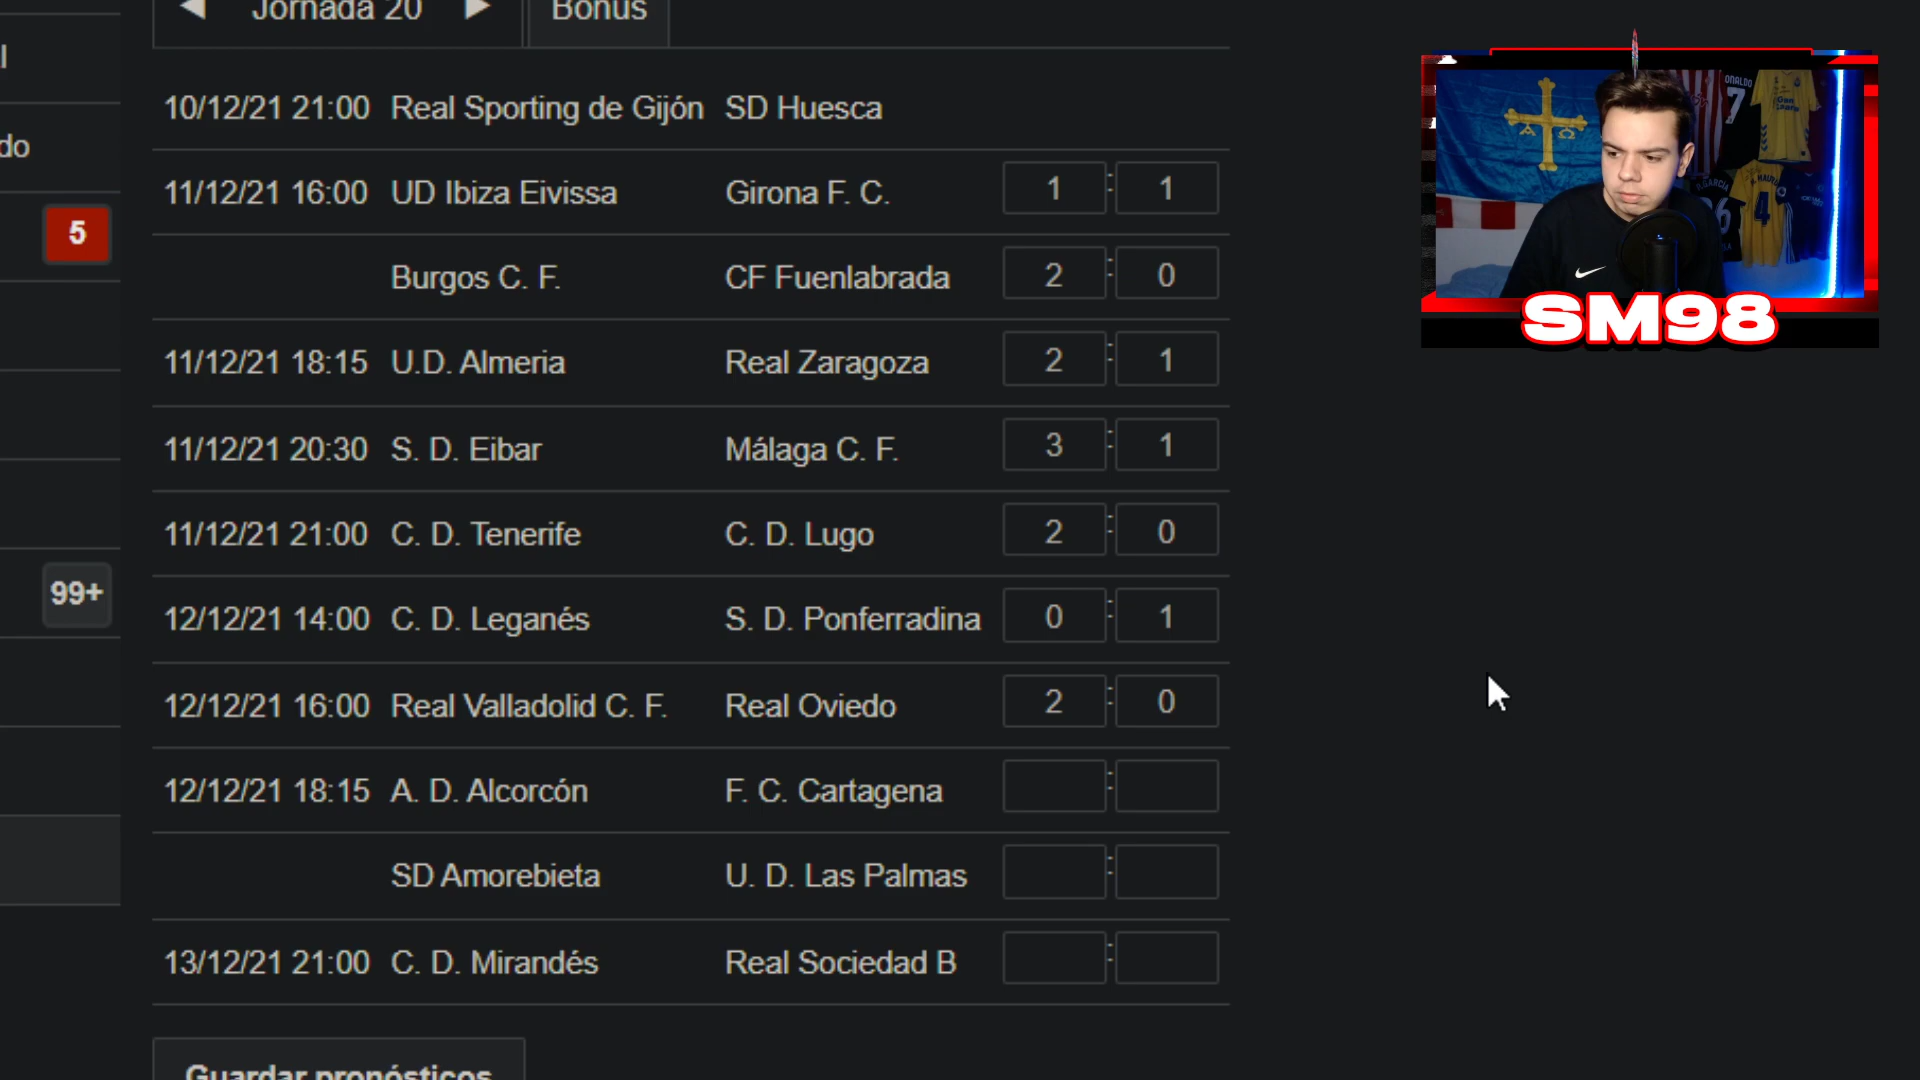 Jornada 20 Bonus
10/12/21 21:00 Real Sporting de Gijón SD Huesca
11/12/21 16:00 UD Ibiza Eivissa Girona F. C. 1 : 1
Burgos C. F. CF Fuenlabrada 2 : 0
11/12/21 18:15 U.D. Almeria Real Zaragoza 2 : 1
11/12/21 20:30 S. D. Eibar Málaga C. F. 3 : 1
11/12/21 21:00 C. D. Tenerife C. D. Lugo 2 : 0
12/12/21 14:00 C. D. Leganés S. D. Ponferradina 0 : 1
12/12/21 16:00 Real Valladolid C. F. Real Oviedo 2 : 0
12/12/21 18:15 A. D. Alcorcón F. C. Cartagena :
SD Amorebieta U. D. Las Palmas :
13/12/21 21:00 C. D. Mirandés Real Sociedad B :
Guardar pronósticos
do
5
99+
ONALDO
7
GARCIA
4
SM98